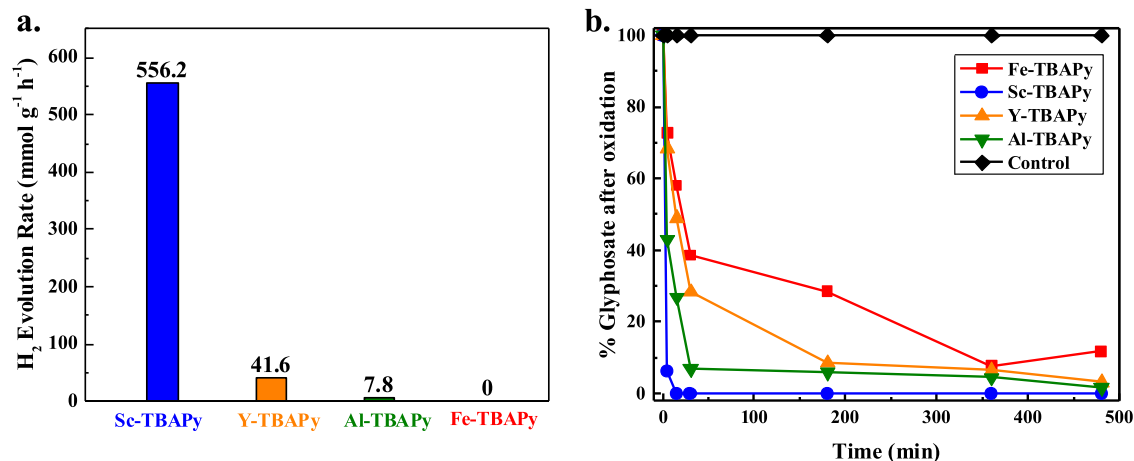 a.
H₂ Evolution Rate (mmol g⁻¹ h⁻¹)
600
500
400
300
200
100
0
556.2
41.6
7.8
0
Sc-TBAPy
Y-TBAPy
Al-TBAPy
Fe-TBAPy
b.
% Glyphosate after oxidation
100
80
60
40
20
0
Fe-TBAPy
Sc-TBAPy
Y-TBAPy
Al-TBAPy
Control
0
100
200
300
400
500
Time (min)